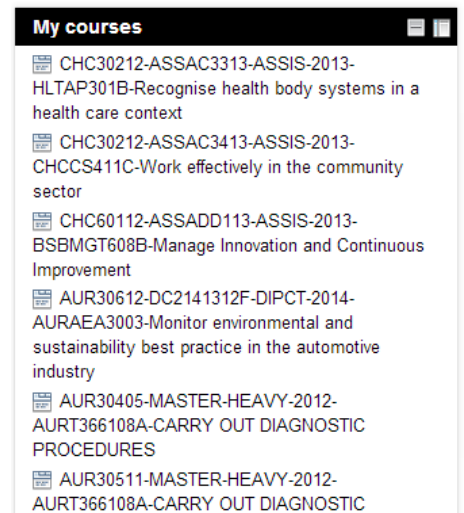 My courses
CHC30212-ASSAC3313-ASSIS-2013-
HLTAP301B-Recognise health body systems in a
health care context
CHC30212-ASSAC3413-ASSIS-2013-
CHCCS411C-Work effectively in the community
sector
CHC60112-ASSADD113-ASSIS-2013-
BSBMGT608B-Manage Innovation and Continuous
Improvement
AUR30612-DC2141312F-DIPCT-2014-
AURAEA3003-Monitor environmental and
sustainability best practice in the automotive
industry
AUR30405-MASTER-HEAVY-2012-
AURT366108A-CARRY OUT DIAGNOSTIC
PROCEDURES
AUR30511-MASTER-HEAVY-2012-
AURT366108A-CARRY OUT DIAGNOSTIC